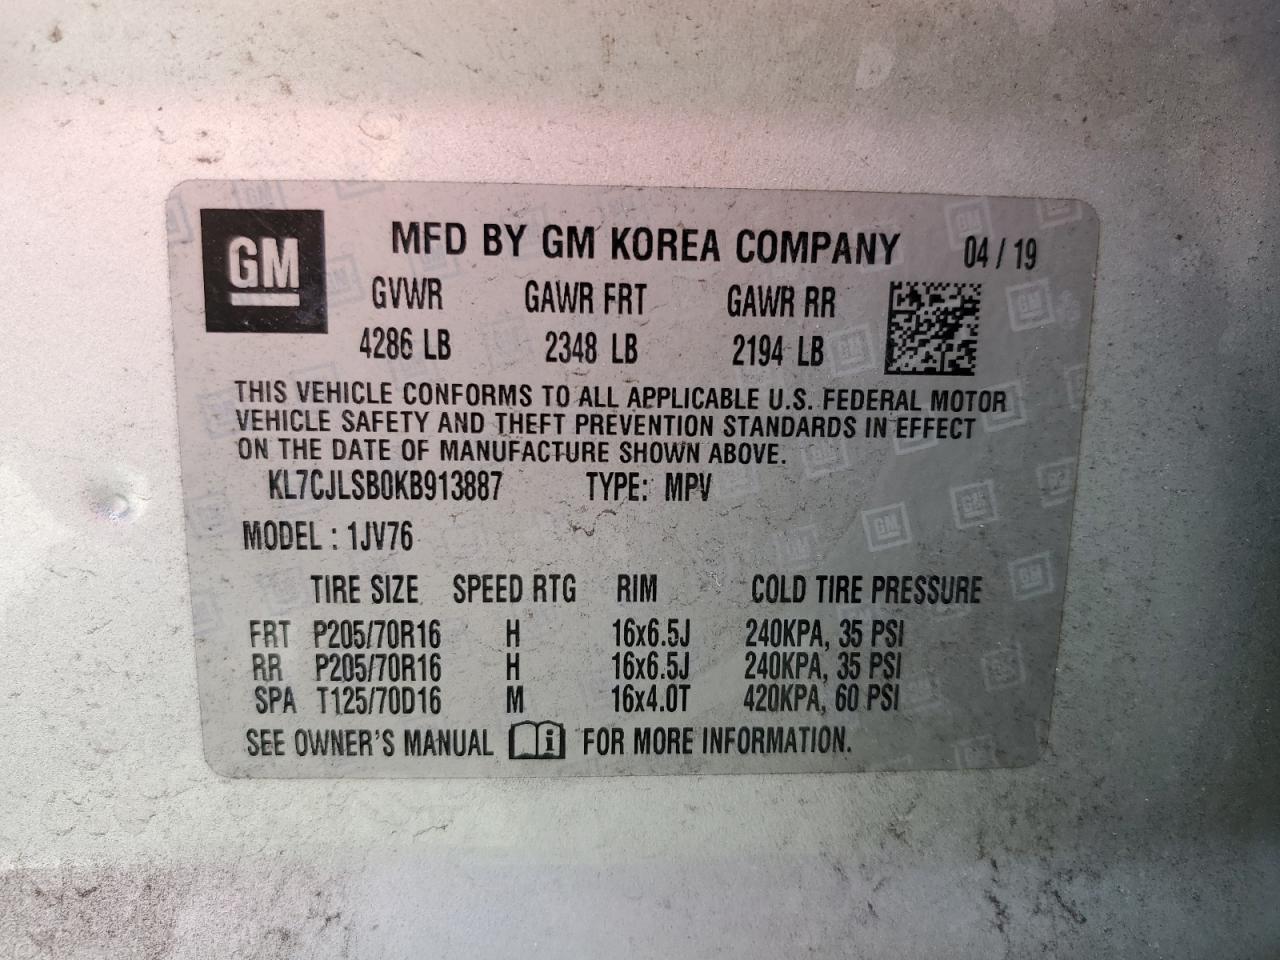 GM
MFD BY GM KOREA COMPANY 04 / 19
GVWR GAWR FRT GAWR RR
4286 LB 2348 LB 2194 LB
THIS VEHICLE CONFORMS TO ALL APPLICABLE U.S. FEDERAL MOTOR
VEHICLE SAFETY AND THEFT PREVENTION STANDARDS IN EFFECT
ON THE DATE OF MANUFACTURE SHOWN ABOVE.
KL7CJLSB0KB913887 TYPE: MPV
MODEL : 1JV76
TIRE SIZE SPEED RTG RIM COLD TIRE PRESSURE
FRT P205/70R16 H 16x6.5J 240KPA, 35 PSI
RR P205/70R16 H 16x6.5J 240KPA, 35 PSI
SPA T125/70D16 M 16x4.0T 420KPA, 60 PSI
SEE OWNER'S MANUAL i FOR MORE INFORMATION.